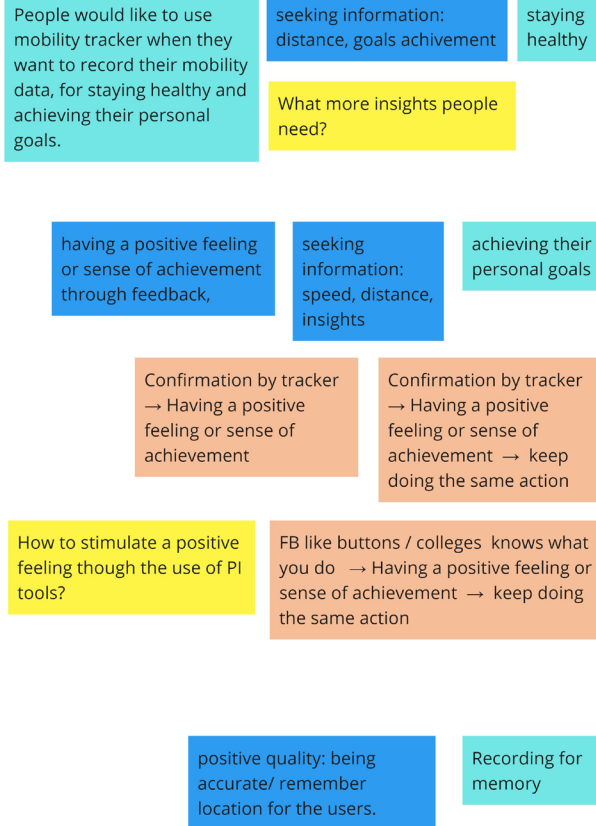 People would like to use
mobility tracker when they
want to record their mobility
data, for staying healthy and
achieving their personal
goals.
seeking information:
distance, goals achivement
staying
healthy
What more insights people
need?
having a positive feeling
or sense of achievement
through feedback,
seeking
information:
speed, distance,
insights
achieving their
personal goals
Confirmation by tracker
→ Having a positive
feeling or sense of
achievement
Confirmation by tracker
→ Having a positive
feeling or sense of
achievement → keep
doing the same action
How to stimulate a positive
feeling though the use of PI
tools?
FB like buttons / colleges knows what
you do → Having a positive feeling or
sense of achievement → keep doing
the same action
positive quality: being
accurate/ remember
location for the users.
Recording for
memory